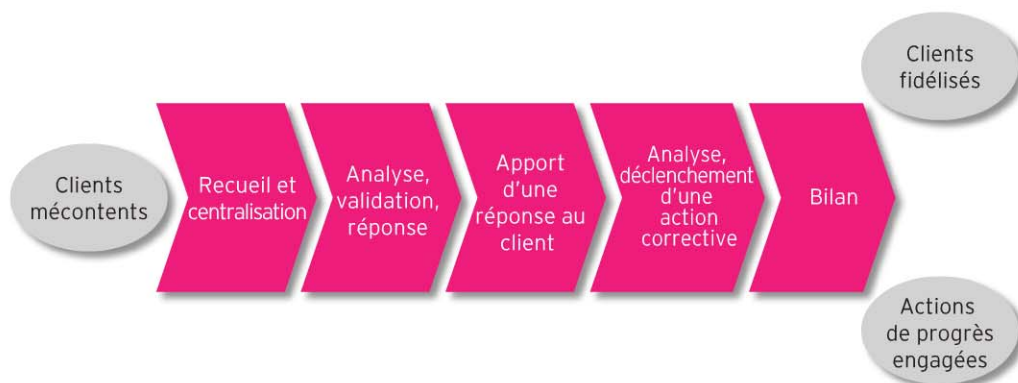 Clients
mécontents
Recueil et
centralisation
Analyse,
validation,
réponse
Apport
d'une
réponse au
client
Analyse,
déclenchement
d'une
action
corrective
Bilan
Clients
fidélisés
Actions
de progrès
engagées